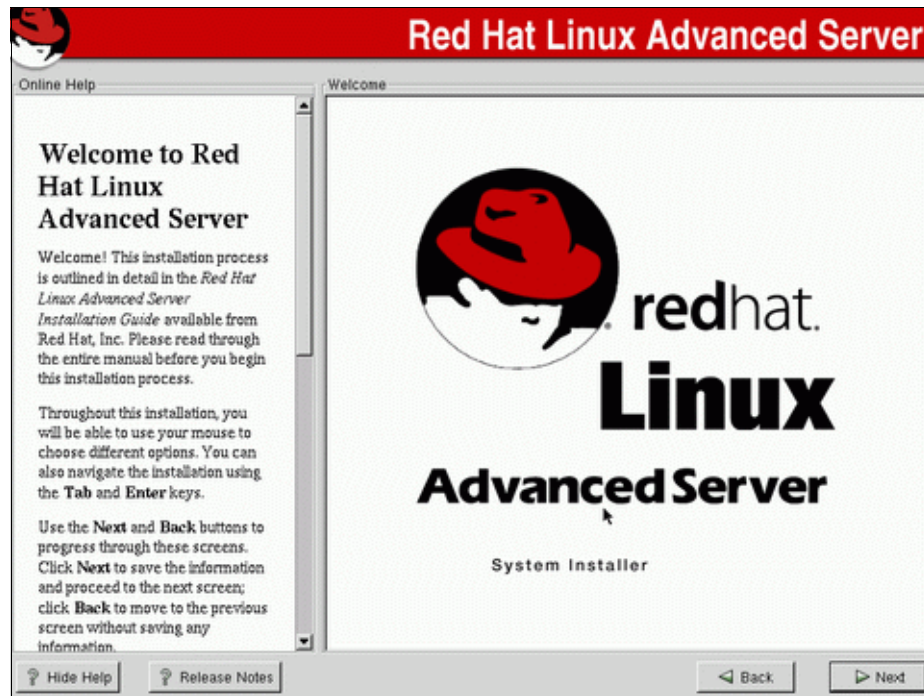 Red Hat Linux Advanced Server
Online Help
Welcome to Red
Hat Linux
Advanced Server
Welcome! This installation process
is outlined in detail in the Red Hat
Linux Advanced Server
Installation Guide available from
Red Hat, Inc. Please read through
the entire manual before you begin
this installation process.
Throughout this installation, you
will be able to use your mouse to
choose different options. You can
also navigate the installation using
the Tab and Enter keys.
Use the Next and Back buttons to
progress through these screens.
Click Next to save the information
and proceed to the next screen;
click Back to move to the previous
screen without saving any
information.
Welcome
redhat.
Linux
Advanced Server
System Installer
Hide Help
Release Notes
Back
Next